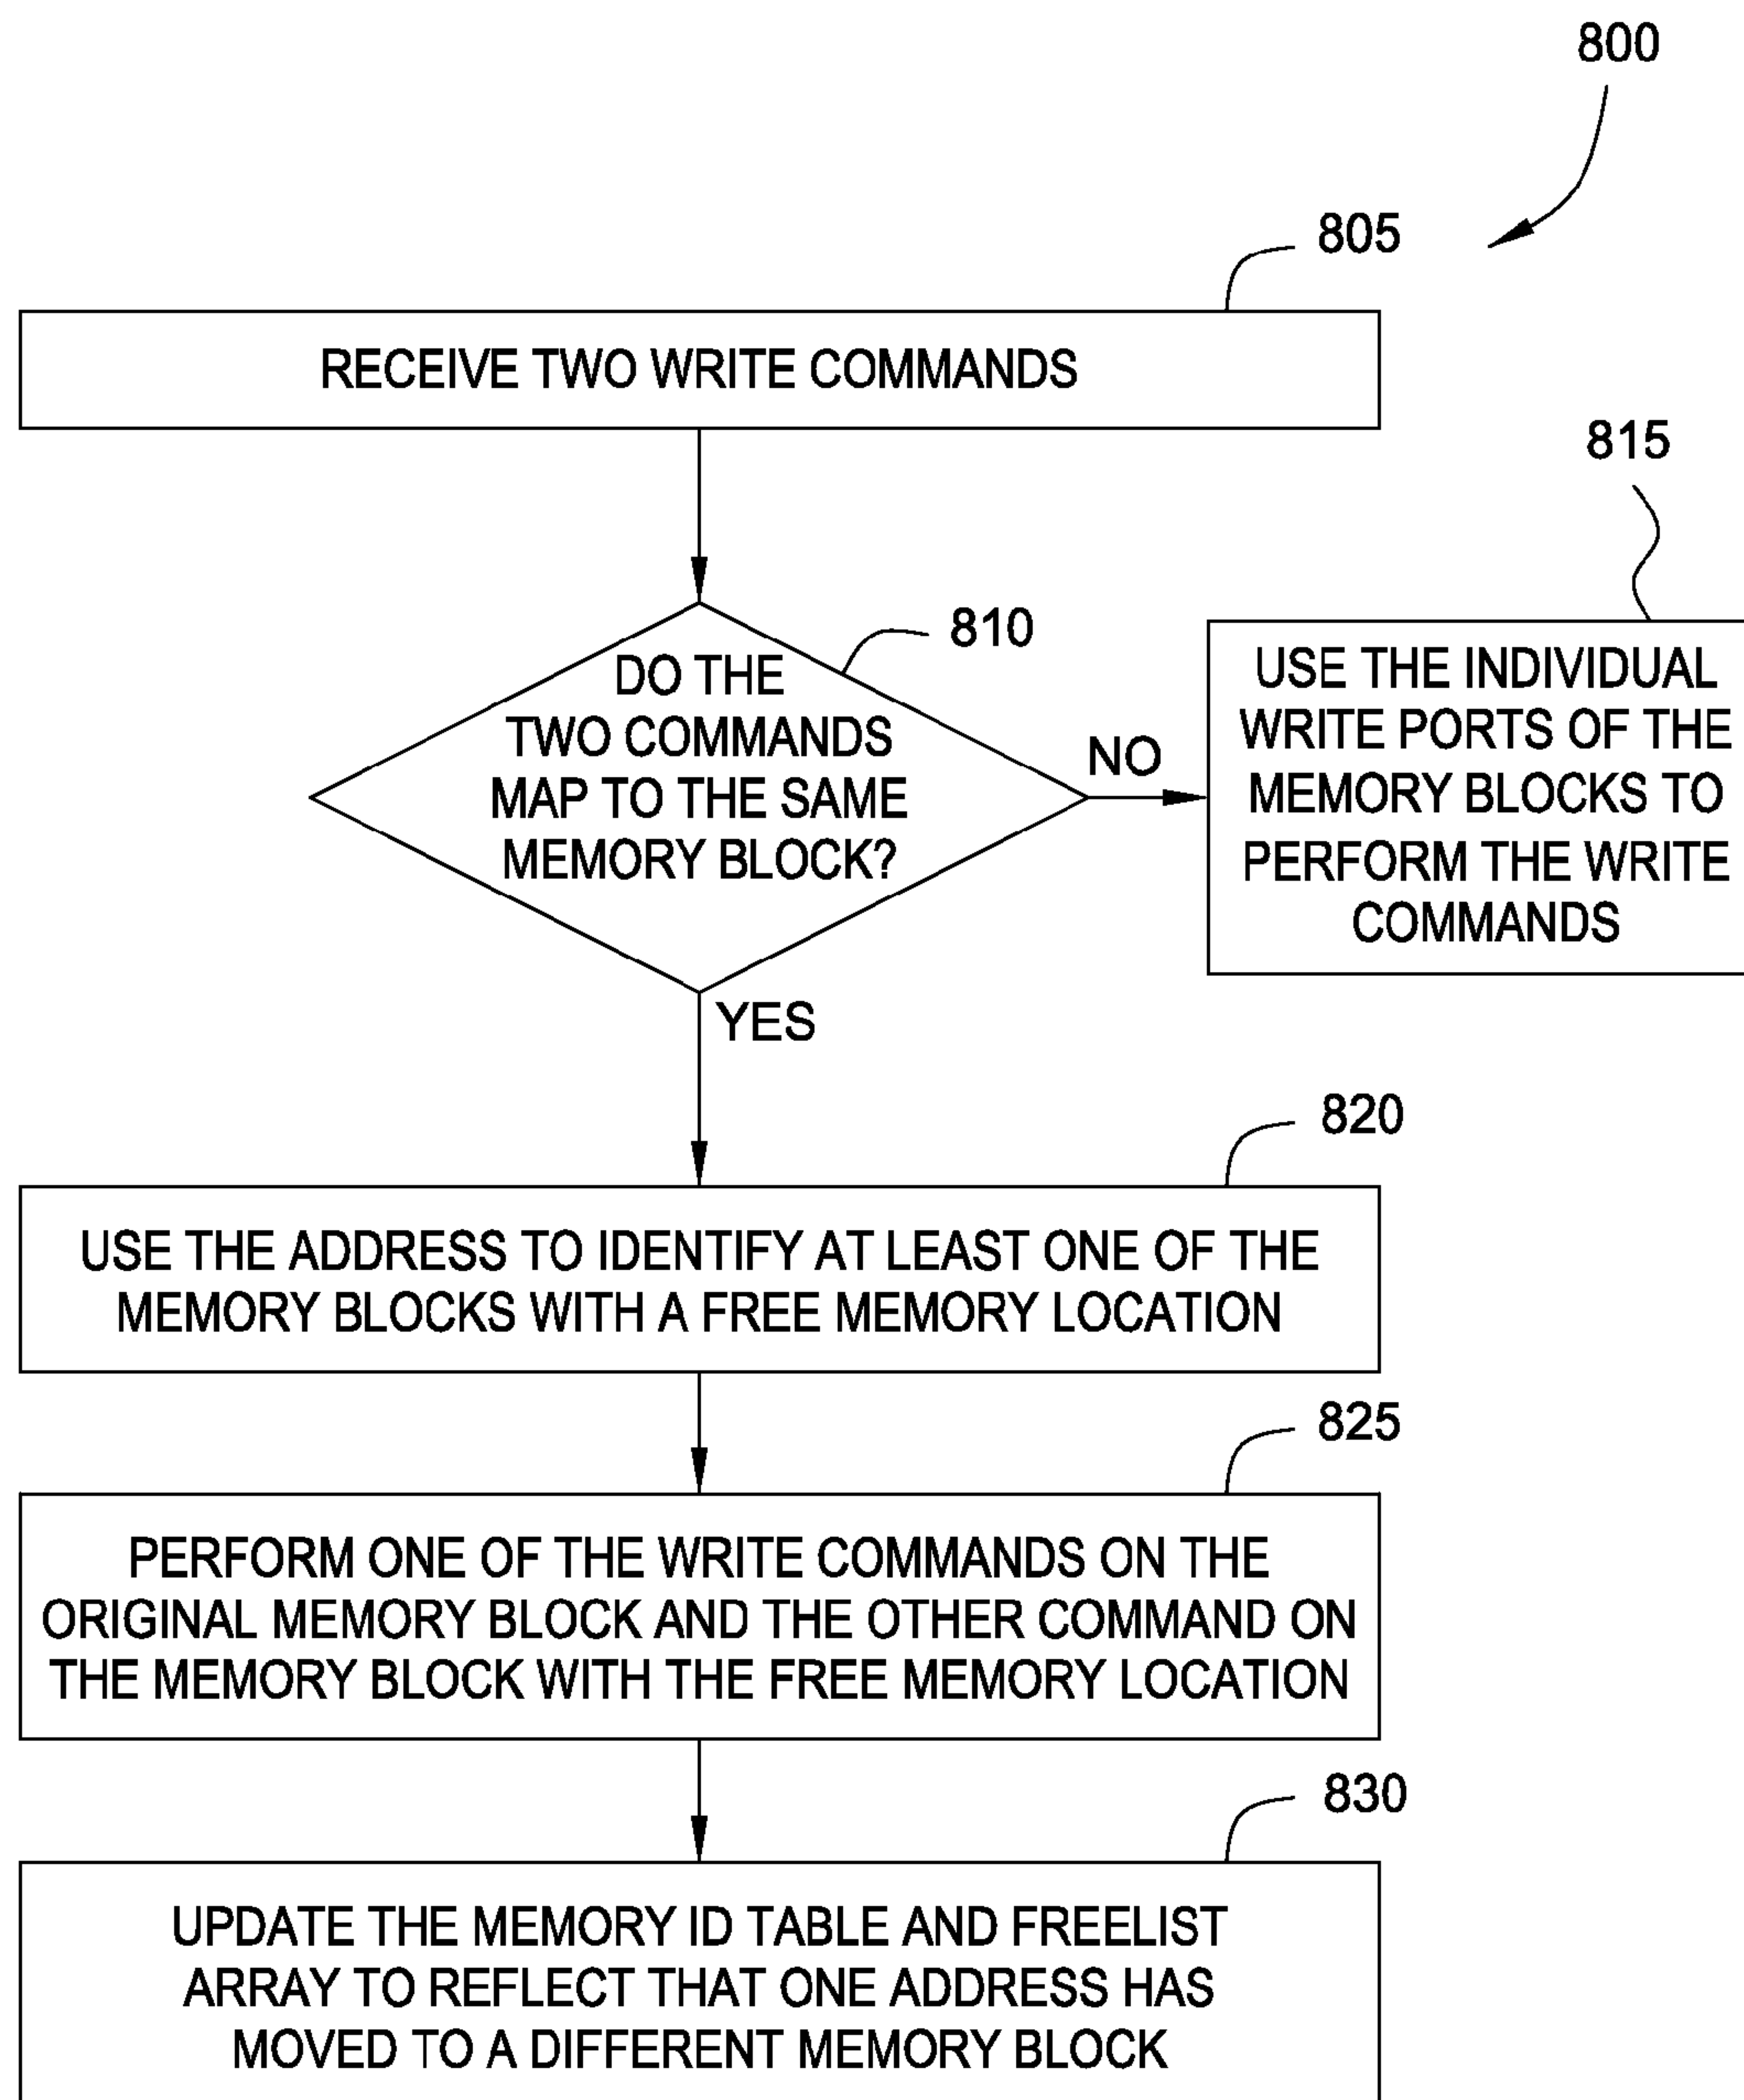 800
805
RECEIVE TWO WRITE COMMANDS
815
810
DO THE
TWO COMMANDS
MAP TO THE SAME
MEMORY BLOCK?
NO
USE THE INDIVIDUAL
WRITE PORTS OF THE
MEMORY BLOCKS TO
PERFORM THE WRITE
COMMANDS
YES
820
USE THE ADDRESS TO IDENTIFY AT LEAST ONE OF THE
MEMORY BLOCKS WITH A FREE MEMORY LOCATION
825
PERFORM ONE OF THE WRITE COMMANDS ON THE
ORIGINAL MEMORY BLOCK AND THE OTHER COMMAND ON
THE MEMORY BLOCK WITH THE FREE MEMORY LOCATION
830
UPDATE THE MEMORY ID TABLE AND FREELIST
ARRAY TO REFLECT THAT ONE ADDRESS HAS
MOVED TO A DIFFERENT MEMORY BLOCK